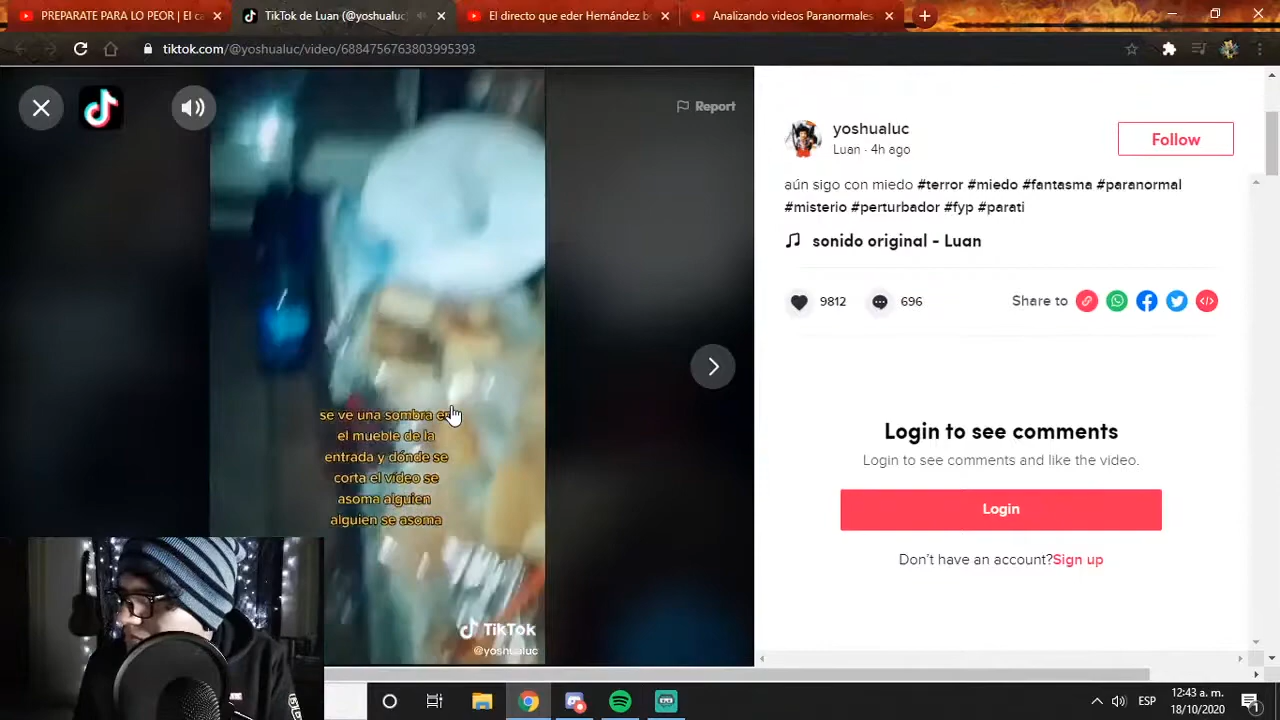 PREPARATE PARA LO PEOR | El ca
TikTok de Luan (@yoshualuc)
El directo que eder Hernández b
Analizando videos Paranormales
tiktok.com/@yoshualuc/video/6884756763803995393
Report
se ve una sombra en
el mueble de la
entrada y dónde se
corta el vídeo se
asoma alguien
alguien se asoma
TikTok
@yoshualuc
yoshualuc
Luan · 4h ago
Follow
aún sigo con miedo #terror #miedo #fantasma #paranormal
#misterio #perturbador #fyp #parati
sonido original - Luan
9812
696
Share to
Login to see comments
Login to see comments and like the video.
Login
Don't have an account?Sign up
ESP
12:43 a. m.
18/10/2020